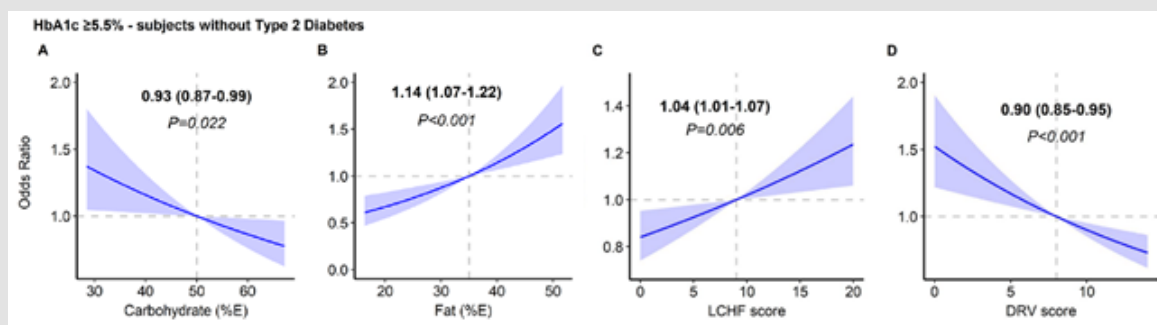 HbA1c ≥5.5% - subjects without Type 2 Diabetes
A
B
C
D
Odds Ratio
2.0
1.5
1.0
0.93 (0.87-0.99)
P=0.022
30
40
50
60
Carbohydrate (%E)
2.0
1.5
1.0
0.5
0.0
1.14 (1.07-1.22)
P<0.001
20
30
40
50
Fat (%E)
1.4
1.2
1.0
0.8
1.04 (1.01-1.07)
P=0.006
0
5
10
15
20
LCHF score
2.0
1.5
1.0
0.90 (0.85-0.95)
P<0.001
0
5
10
DRV score